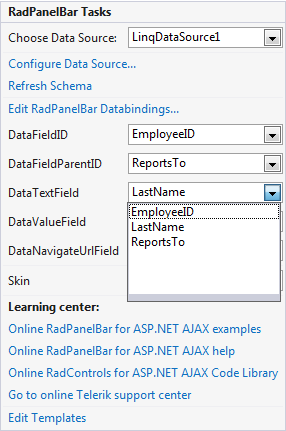 RadPanelBar Tasks
Choose Data Source: LinqDataSource1
Configure Data Source...
Refresh Schema
Edit RadPanelBar Databindings...
DataFieldID EmployeeID
DataFieldParentID ReportsTo
DataTextField LastName
EmployeeID
DataValueField LastName
ReportsTo
DataNavigateUrlField
Skin
Learning center:
Online RadPanelBar for ASP.NET AJAX examples
Online RadPanelBar for ASP.NET AJAX help
Online RadControls for ASP.NET AJAX Code Library
Go to online Telerik support center
Edit Templates